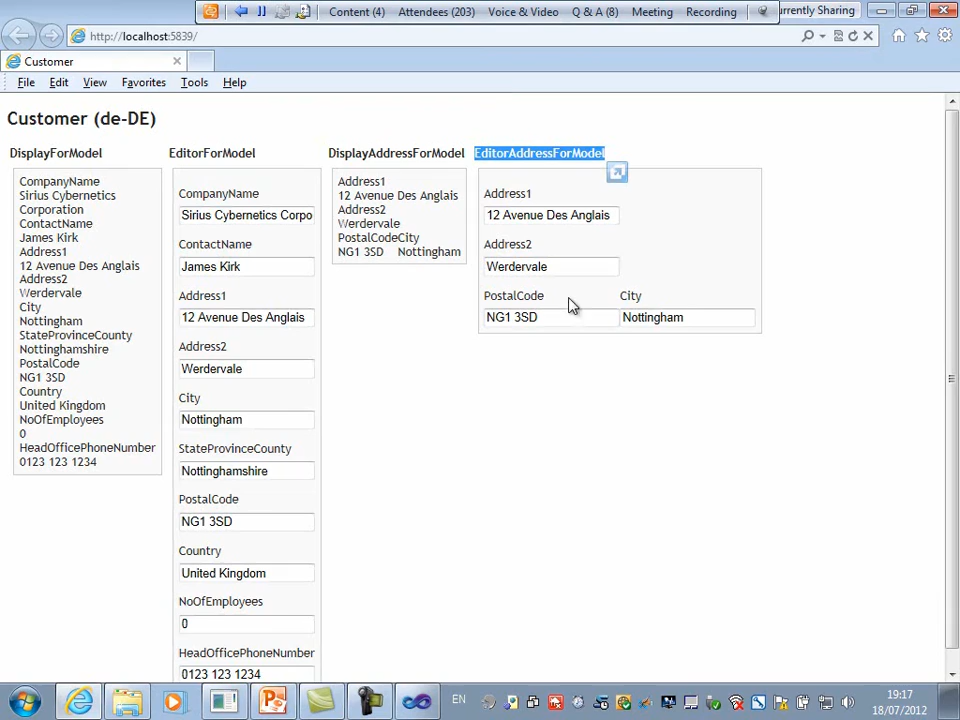 Content (4) Attendees (203) Voice & Video Q & A (8) Meeting Recording urrently Sharing
http://localhost:5839/
Customer
File Edit View Favorites Tools Help
Customer (de-DE)
DisplayForModel
CompanyName
Sirius Cybernetics
Corporation
ContactName
James Kirk
Address1
12 Avenue Des Anglais
Address2
Werdervale
City
Nottingham
StateProvinceCounty
Nottinghamshire
PostalCode
NG1 3SD
Country
United Kingdom
NoOfEmployees
0
HeadOfficePhoneNumber
0123 123 1234
EditorForModel
CompanyName
Sirius Cybernetics Corpo
ContactName
James Kirk
Address1
12 Avenue Des Anglais
Address2
Werdervale
City
Nottingham
StateProvinceCounty
Nottinghamshire
PostalCode
NG1 3SD
Country
United Kingdom
NoOfEmployees
0
HeadOfficePhoneNumber
0123 123 1234
DisplayAddressForModel
Address1
12 Avenue Des Anglais
Address2
Werdervale
PostalCodeCity
NG1 3SD Nottingham
EditorAddressForModel
Address1
12 Avenue Des Anglais
Address2
Werdervale
PostalCode City
NG1 3SD Nottingham
EN
19:17
18/07/2012